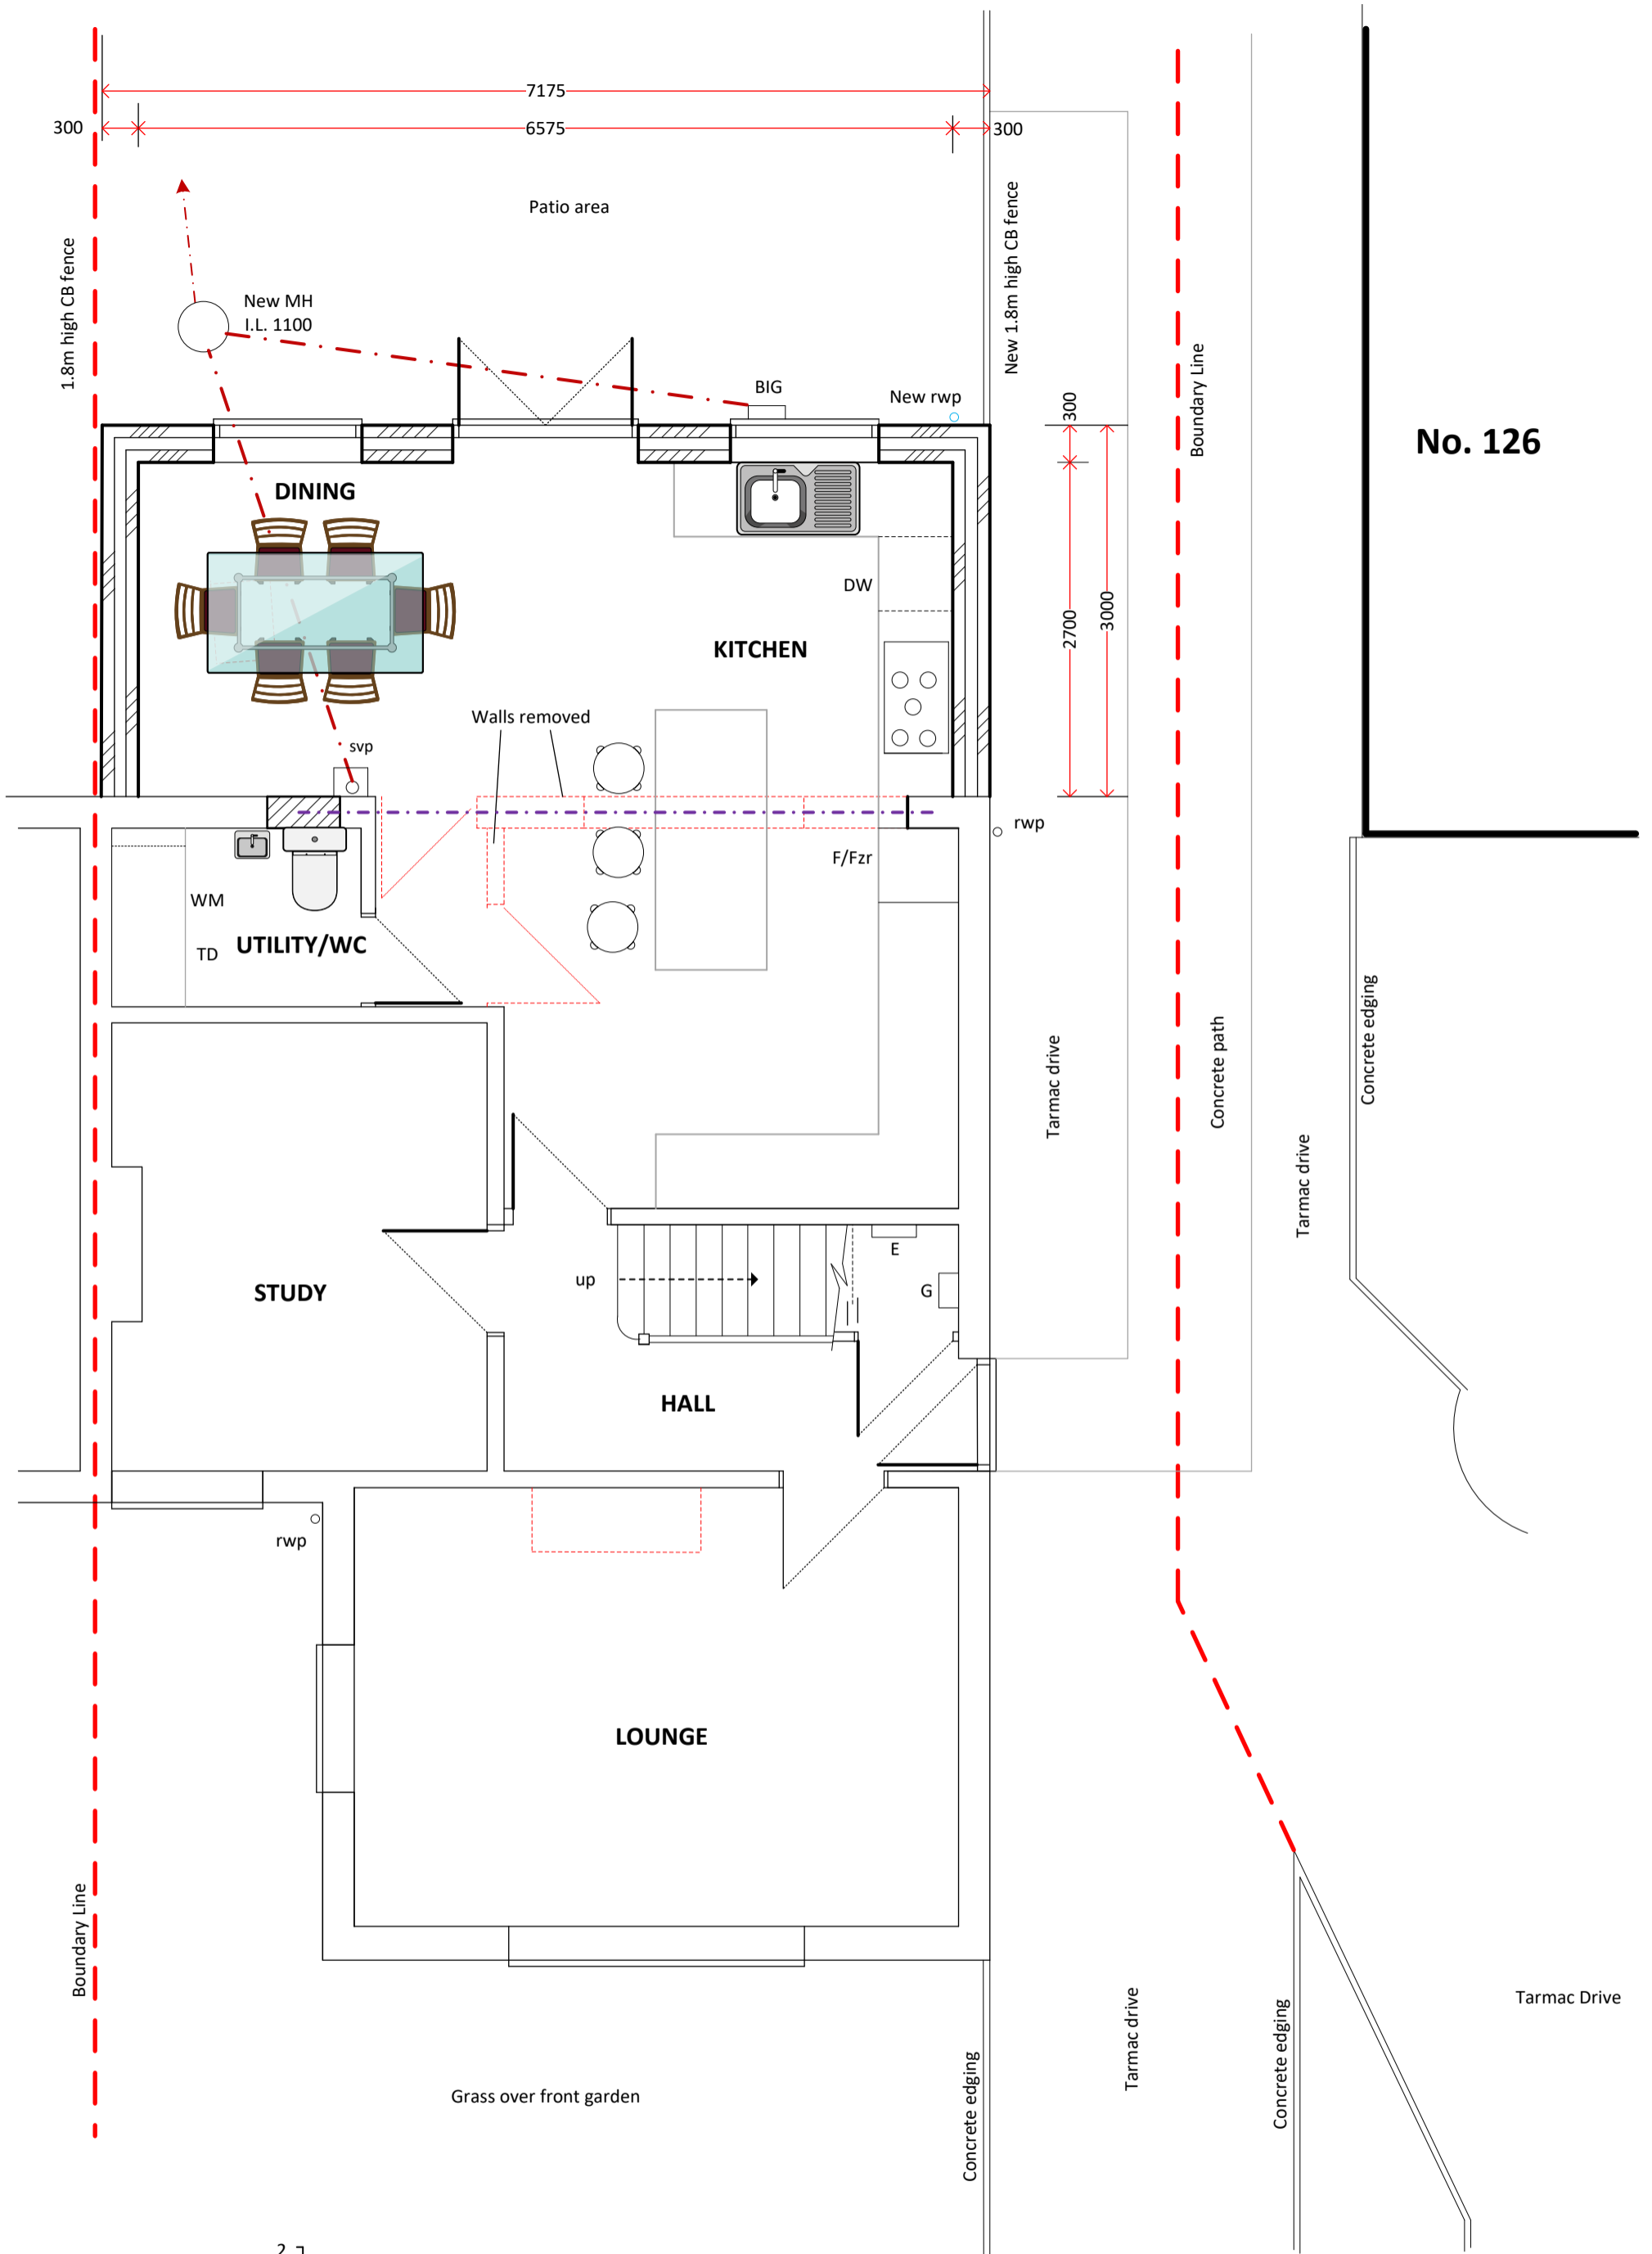 7175
300
6575
300
Patio area
1.8m high CB fence
New 1.8m high CB fence
New MH
I.L. 1100
Boundary Line
BIG
New rwp
300
No. 126
DINING
DW
2700
3000
KITCHEN
Walls removed
svp
rwp
F/Fzr
WM
UTILITY/WC
TD
Concrete edging
Tarmac drive
Concrete path
Tarmac drive
E
up
G
STUDY
HALL
rwp
LOUNGE
Boundary Line
Tarmac drive
Tarmac Drive
Concrete edging
Concrete edging
Grass over front garden
2